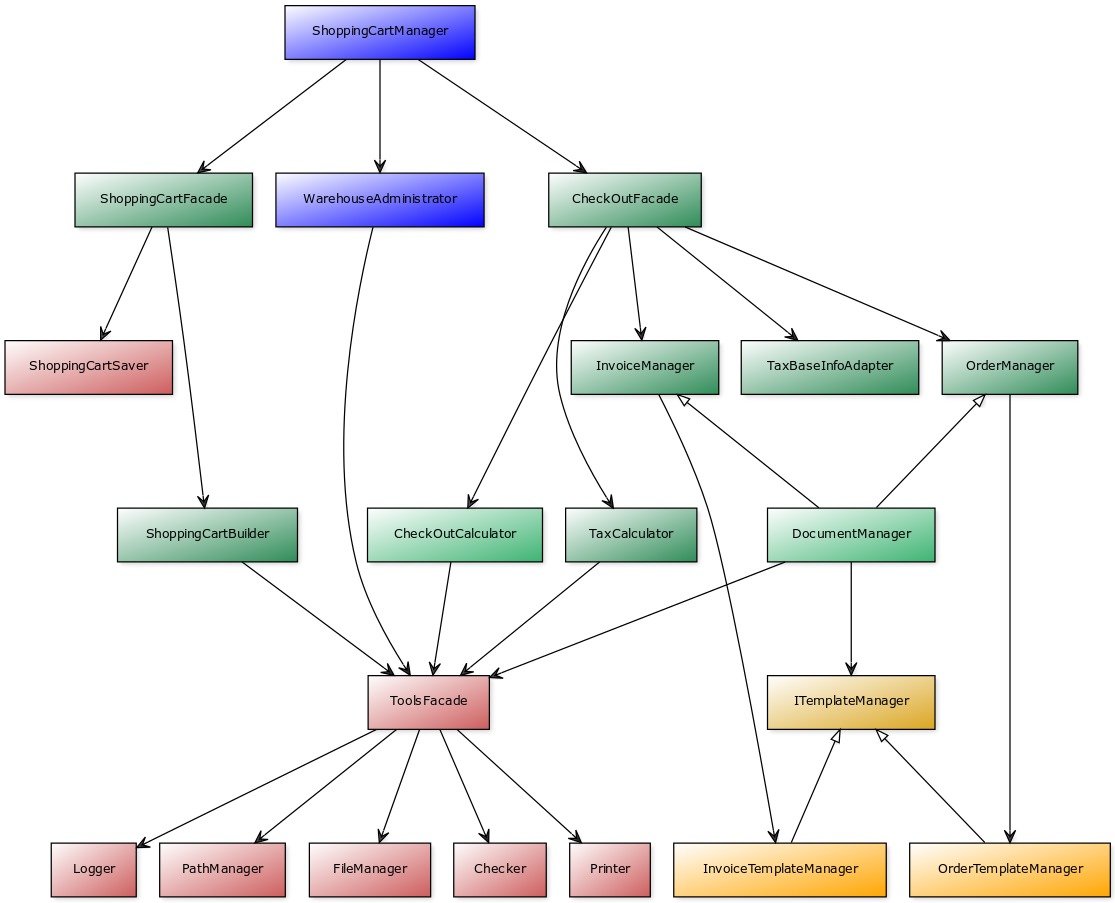 ShoppingCartManager
ShoppingCartFacade
WarehouseAdministrator
CheckOutFacade
ShoppingCartSaver
InvoiceManager
TaxBaseInfoAdapter
OrderManager
ShoppingCartBuilder
CheckOutCalculator
TaxCalculator
DocumentManager
ToolsFacade
ITemplateManager
Logger
PathManager
FileManager
Checker
Printer
InvoiceTemplateManager
OrderTemplateManager